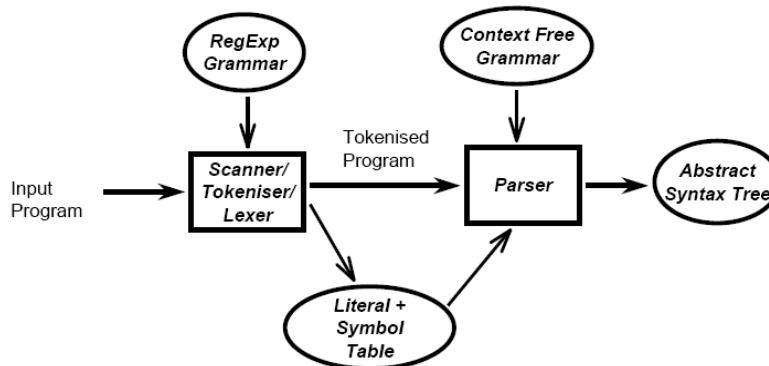 RegExp
Grammar
Context Free
Grammar
Tokenised
Program
Input
Program
Scanner/
Tokeniser/
Lexer
Parser
Abstract
Syntax Tree
Literal +
Symbol
Table